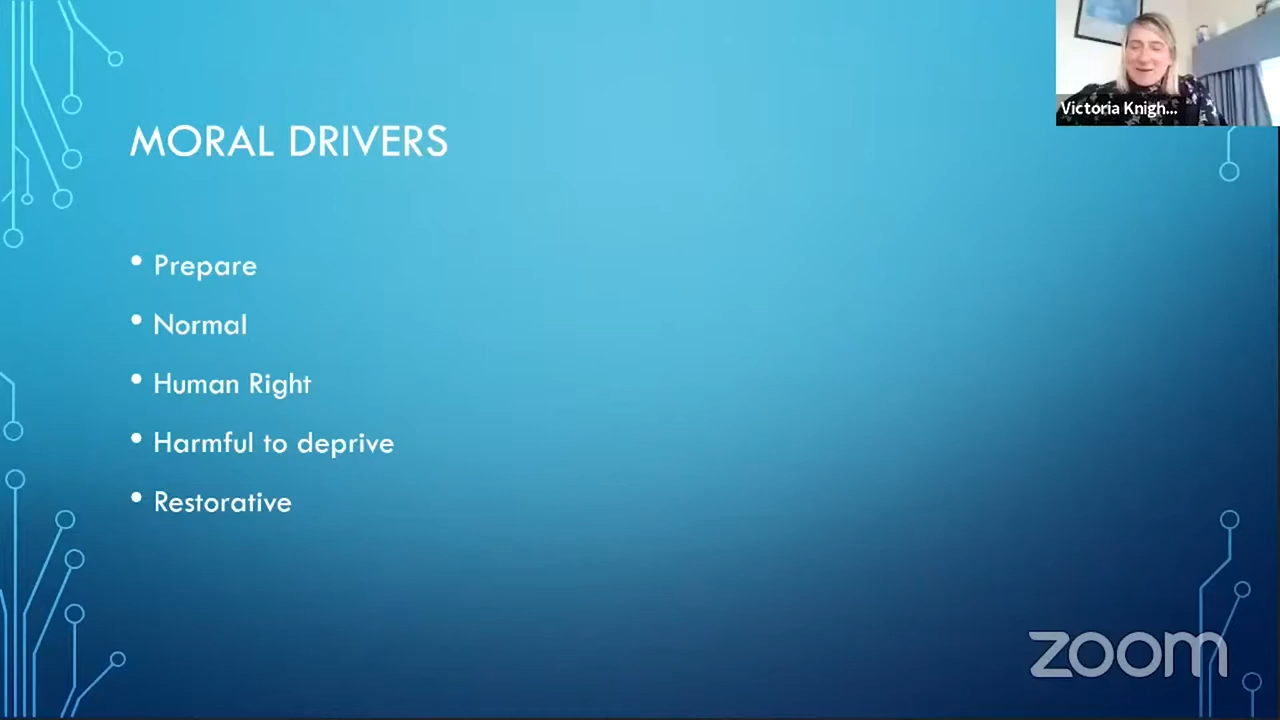 Victoria Knigh...
MORAL DRIVERS
• Prepare
• Normal
• Human Right
• Harmful to deprive
• Restorative
zoom